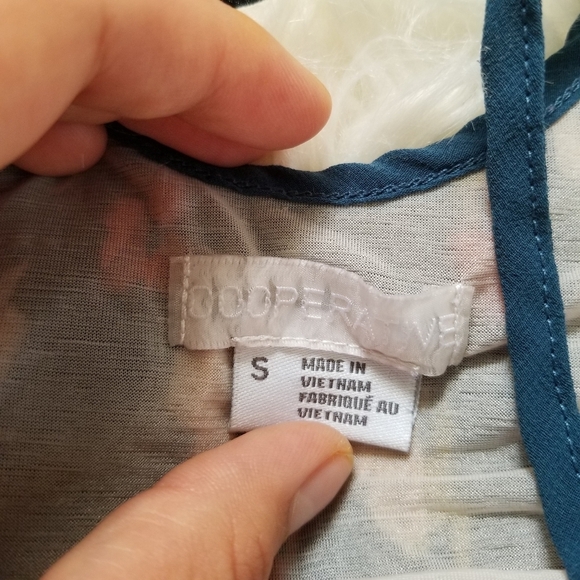 COOPERATIVE
S
MADE IN
VIETNAM
FABRIQUÉ AU
VIETNAM